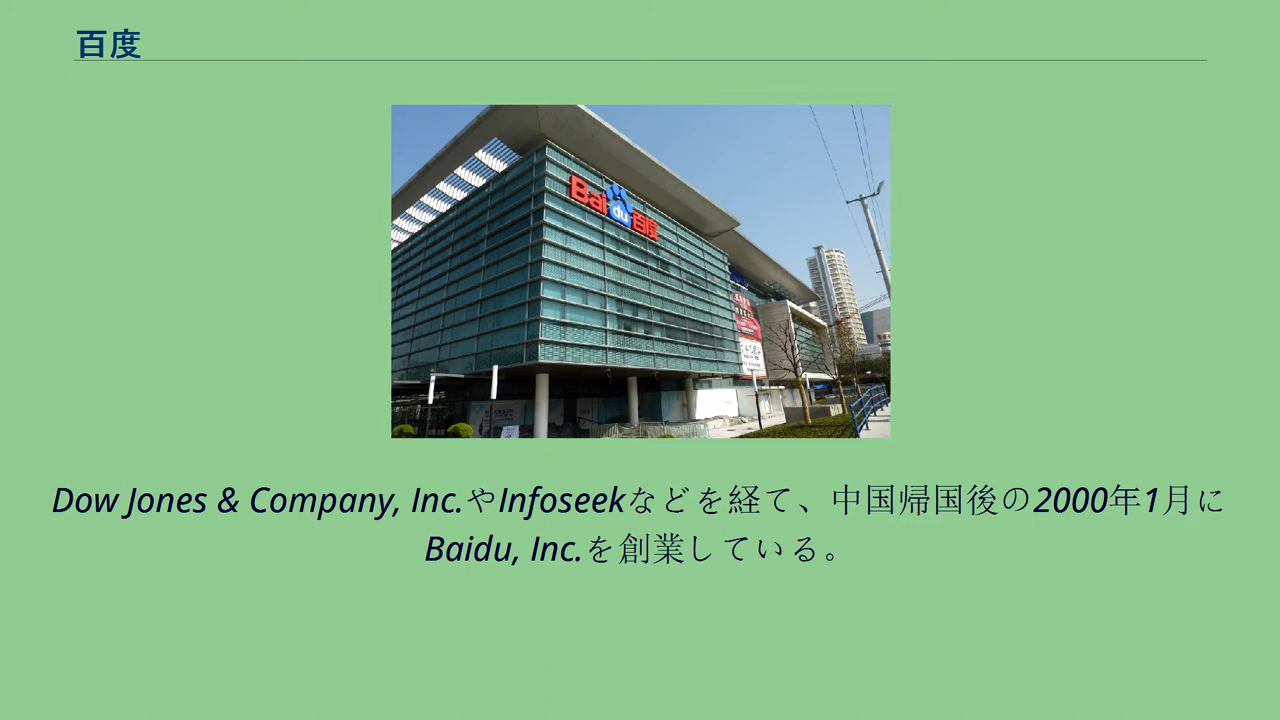 百度
Baidu百度
Dow Jones & Company, Inc.やInfoseekなどを経て、中国帰国後の2000年1月に
Baidu, Inc.を創業している。